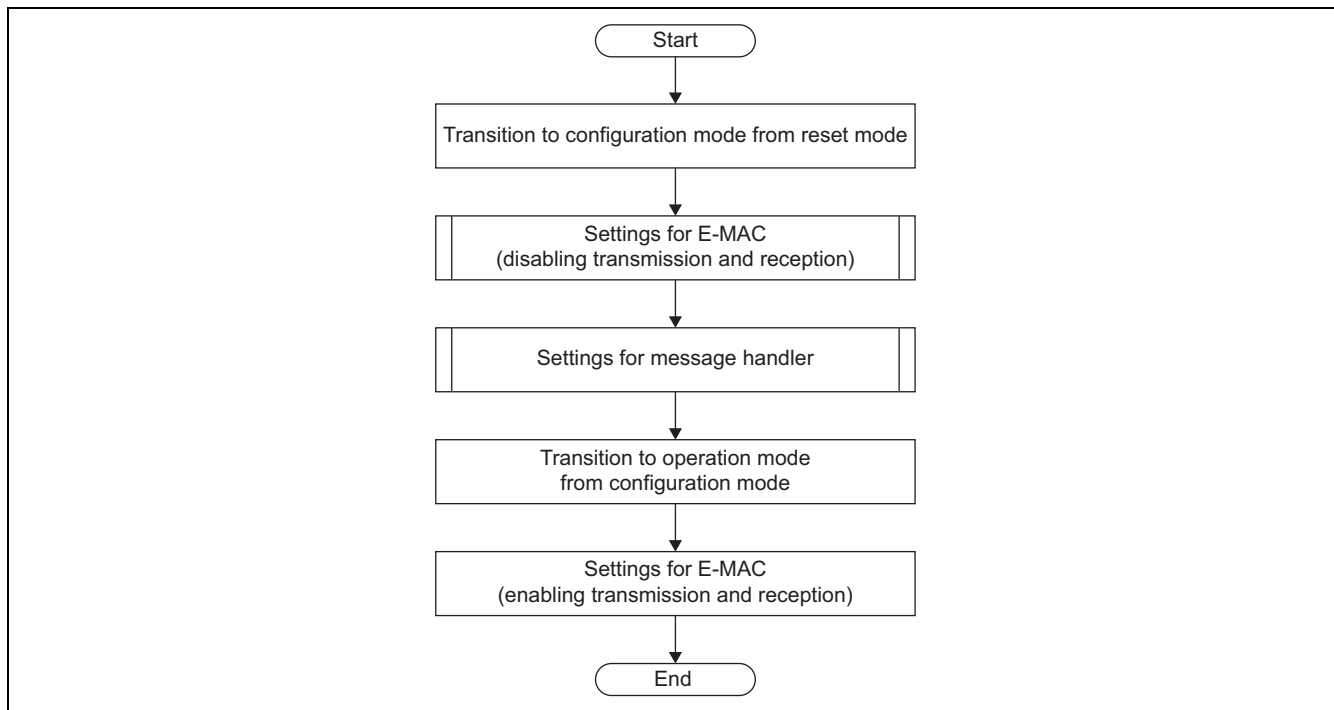 Start
Transition to configuration mode from reset mode
Settings for E-MAC
(disabling transmission and reception)
Settings for message handler
Transition to operation mode
from configuration mode
Settings for E-MAC
(enabling transmission and reception)
End